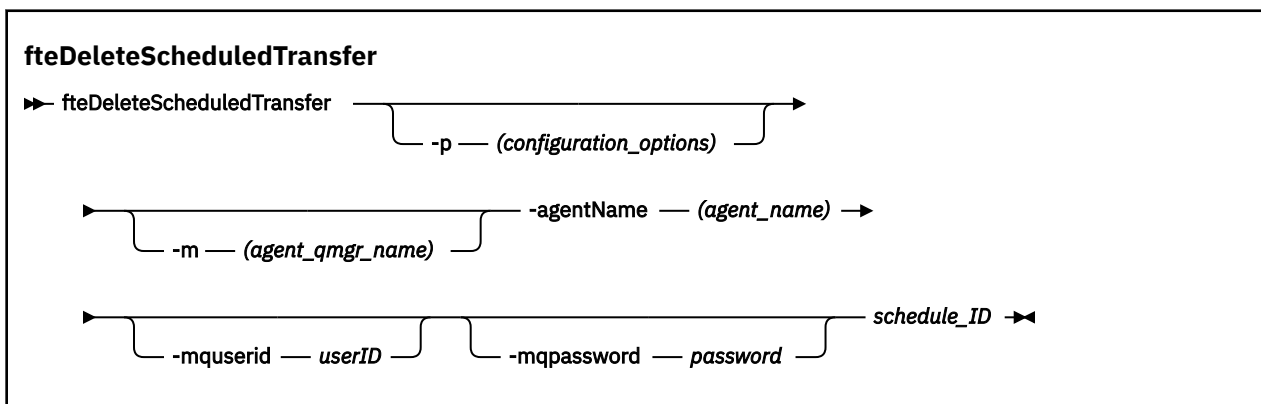 fteDeleteScheduledTransfer
fteDeleteScheduledTransfer
-p — (configuration_options)
-agentName — (agent_name)
-m — (agent_qmgr_name)
schedule_ID
-mquserid — userID
-mqpassword — password